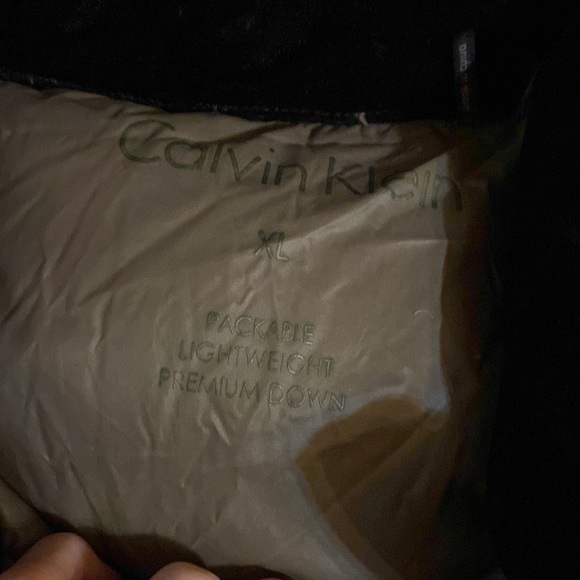 Calvin Klein
XL
PACKABLE
LIGHTWEIGHT
PREMIUM DOWN